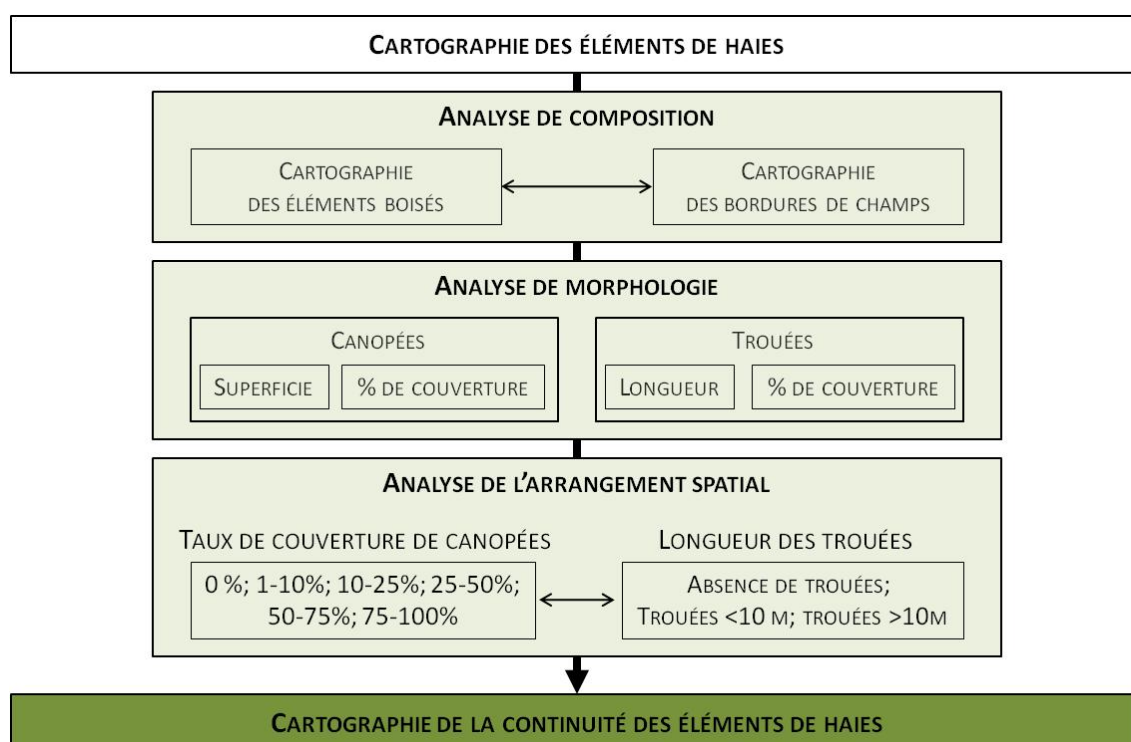 CARTOGRAPHIE DES ÉLÉMENTS DE HAIES
ANALYSE DE COMPOSITION
CARTOGRAPHIE
DES ÉLÉMENTS BOISÉS
CARTOGRAPHIE
DES BORDURES DE CHAMPS
ANALYSE DE MORPHOLOGIE
CANOPÉES
SUPERFICIE
% DE COUVERTURE
TROUÉES
LONGUEUR
% DE COUVERTURE
ANALYSE DE L'ARRANGEMENT SPATIAL
TAUX DE COUVERTURE DE CANOPÉES
0 %; 1-10%; 10-25%; 25-50%;
50-75%; 75-100%
LONGUEUR DES TROUÉES
ABSENCE DE TROUÉES;
TROUÉES <10 M; TROUÉES >10M
CARTOGRAPHIE DE LA CONTINUITÉ DES ÉLÉMENTS DE HAIES